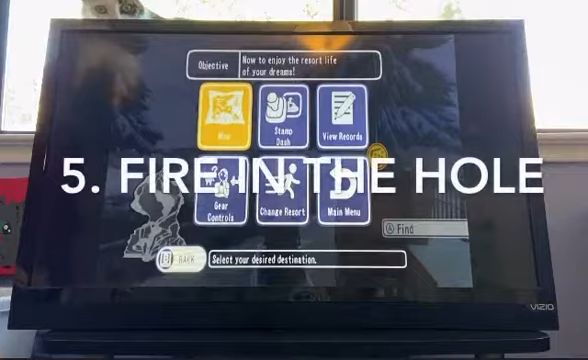 Objective
Now to enjoy the resort life
of your dreams!
Map
Stamp
Dash
View Records
5. FIRE IN THE HOLE
Gear
Controls
Change Resort
Main Menu
A Find
B BACK
Select your desired destination.
VIZIO